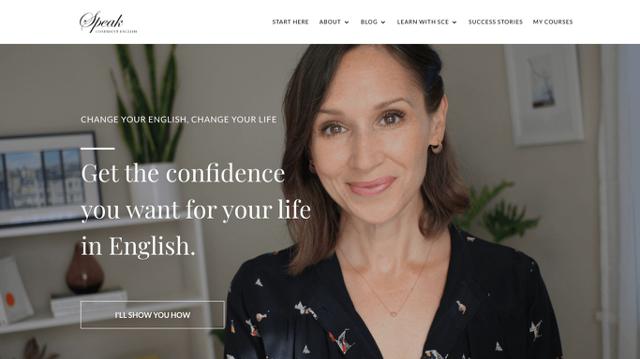 Speak
CONFIDENT ENGLISH
START HERE
ABOUT
BLOG
LEARN WITH SCE
SUCCESS STORIES
MY COURSES
CHANGE YOUR ENGLISH, CHANGE YOUR LIFE
Get the confidence
you want for your life
in English.
I'LL SHOW YOU HOW